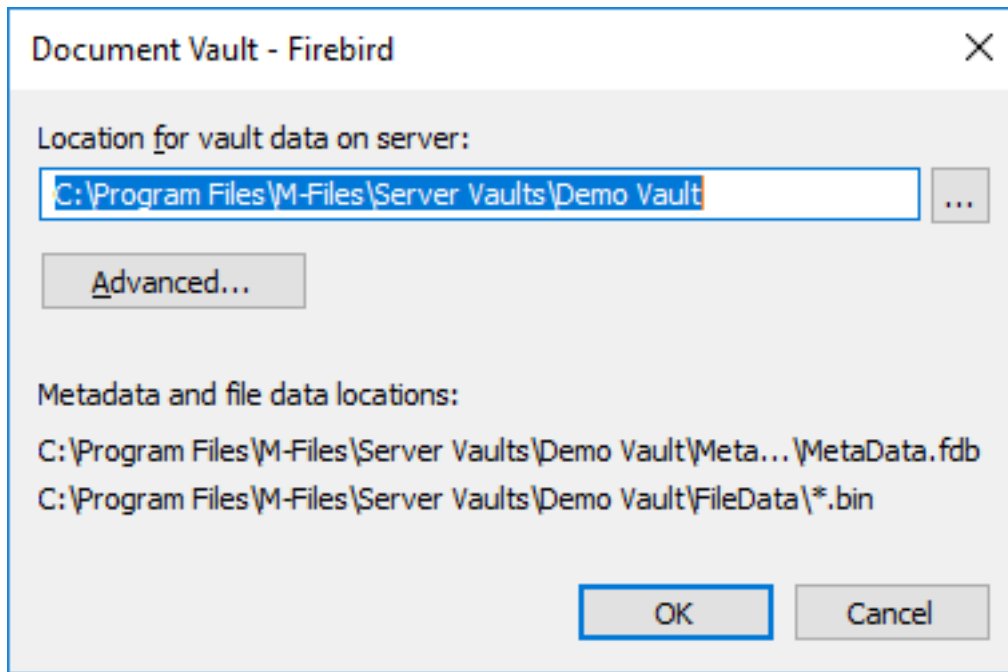 Document Vault - Firebird
Location for vault data on server:
C:\Program Files\M-Files\Server Vaults\Demo Vault
...
Advanced...
Metadata and file data locations:
C:\Program Files\M-Files\Server Vaults\Demo Vault\Meta...\MetaData.fdb
C:\Program Files\M-Files\Server Vaults\Demo Vault\FileData\*.bin
OK Cancel